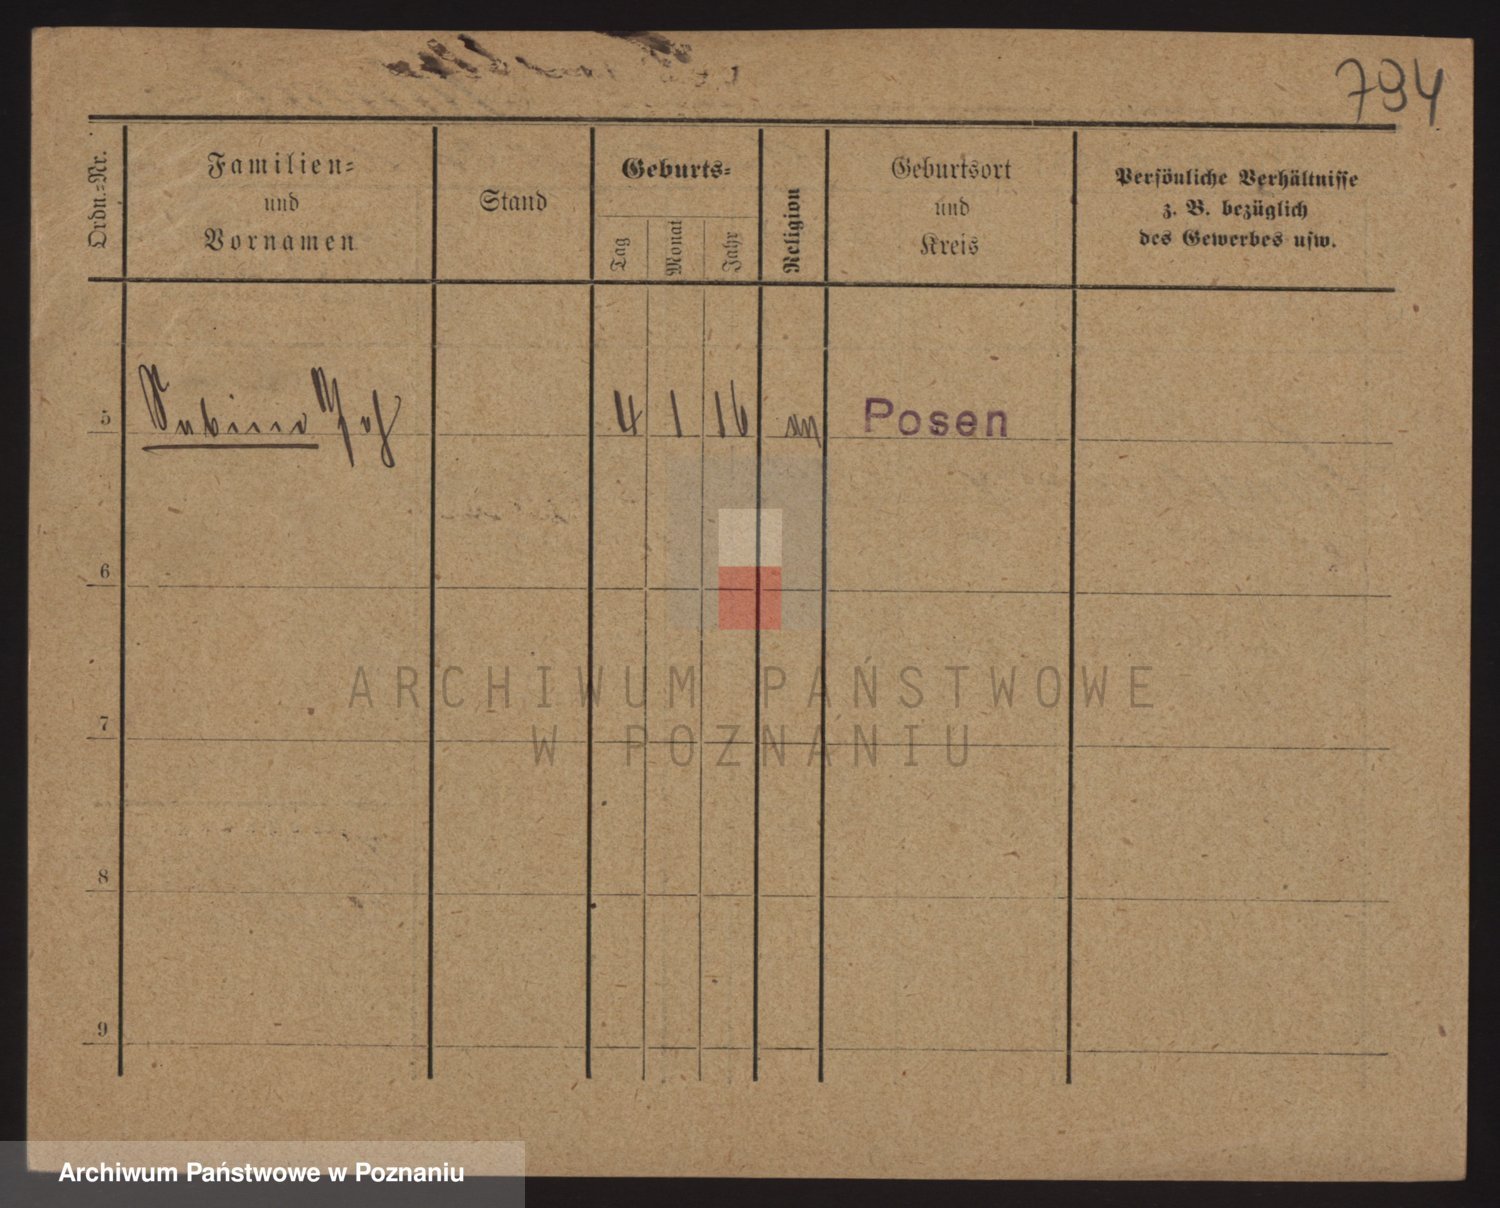 794
Ordn.=Nr.
Familien=
und
Vornamen
Stand
Geburts=
Tag
Monat
Jahr
Religion
Geburtsort
und
Kreis
Persönliche Verhältnisse
z. B. bezüglich
des Gewerbes usw.
5 4 1 16 Posen
6
7
8
9
ARCHIWUM PAŃSTWOWE
W POZNANIU
Archiwum Państwowe w Poznaniu